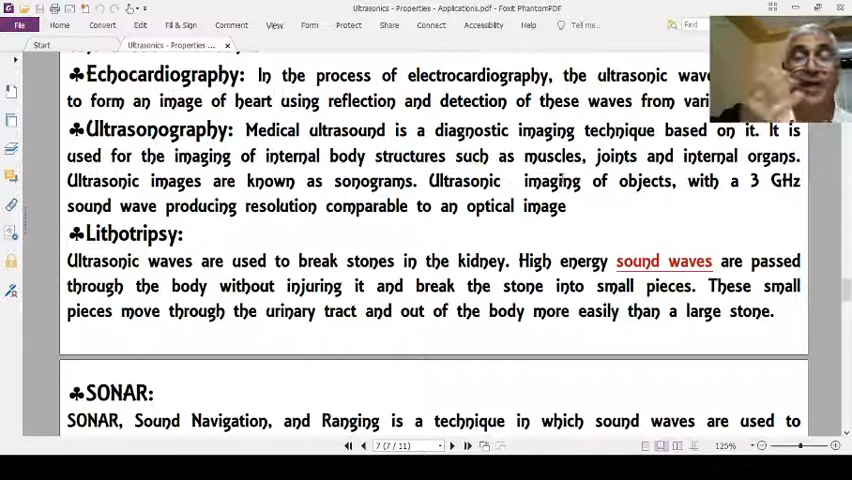 Ultrasonics - Properties - Applications.pdf - Foxit PhantomPDF
File Home Convert Edit Fill & Sign Comment View Form Protect Share Connect Accessibility Help Tell me... Find
Start Ultrasonics - Properties ...
♣Echocardiography: In the process of electrocardiography, the ultrasonic
to form an image of heart using reflection and detection of these waves from
♣Ultrasonography: Medical ultrasound is a diagnostic imaging technique based on it. It is
used for the imaging of internal body structures such as muscles, joints and internal organs.
Ultrasonic images are known as sonograms. Ultrasonic imaging of objects, with a 3 GHz
sound wave producing resolution comparable to an optical image
♣Lithotripsy:
Ultrasonic waves are used to break stones in the kidney. High energy sound waves are passed
through the body without injuring it and break the stone into small pieces. These small
pieces move through the urinary tract and out of the body more easily than a large stone.
♣SONAR:
SONAR, Sound Navigation, and Ranging is a technique in which sound waves are used to
7 (7 / 11) 125%